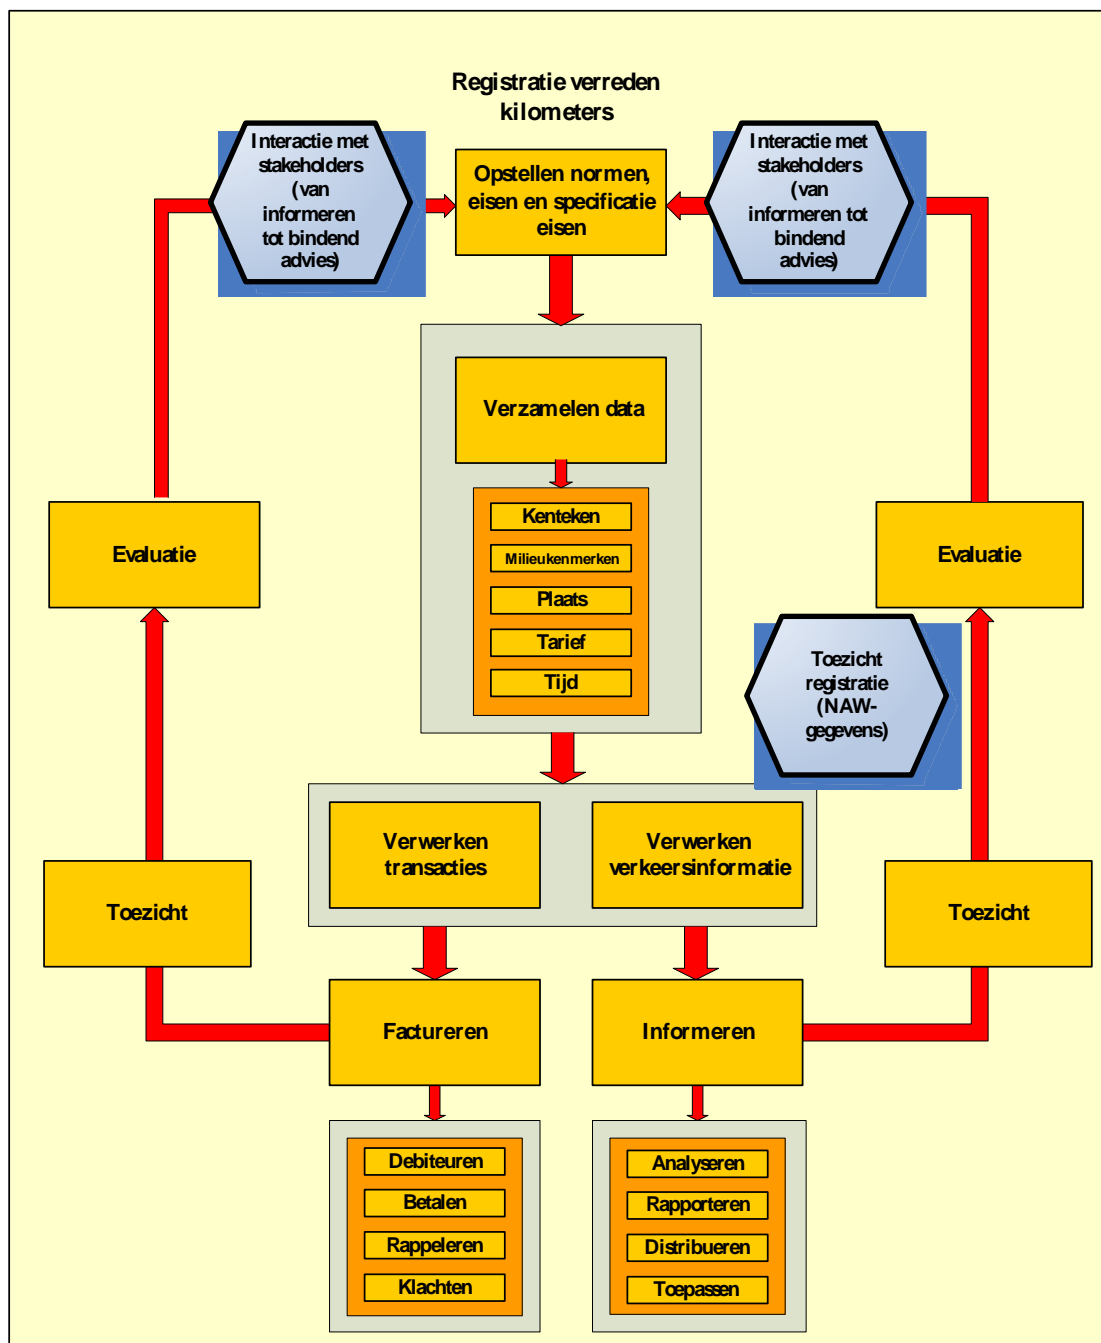 Registratie verreden
kilometers
Interactie met
stakeholders
(van
informeren
tot bindend
advies)
Opstellen normen,
eisen en specificatie
eisen
Interactie met
stakeholders
(van
informeren tot
bindend
advies)
Verzamelen data
Kenteken
Milieukenmerken
Plaats
Tarief
Tijd
Evaluatie
Evaluatie
Toezicht
registratie
(NAW-
gegevens)
Verwerken
transacties
Verwerken
verkeersinformatie
Toezicht
Toezicht
Factureren
Informeren
Debiteuren
Betalen
Rappeleren
Klachten
Analyseren
Rapporteren
Distribueren
Toepassen